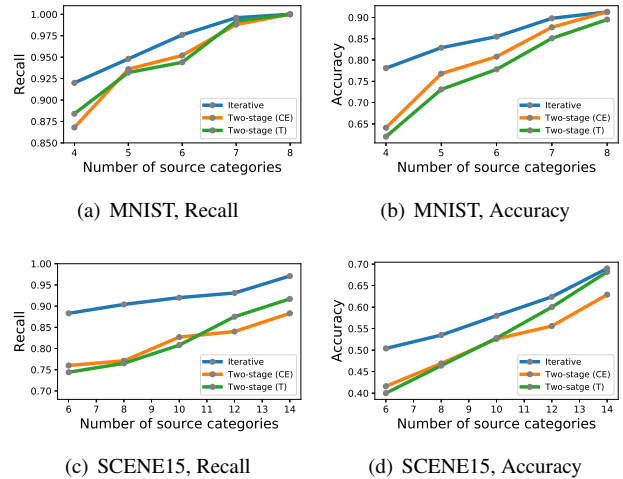 1.000
0.975
0.950
0.925
0.900
0.875
0.850
Recall
4 5 6 7 8
Number of source categories
Iterative
Two-stage (CE)
Two-stage (T)
(a) MNIST, Recall
0.90
0.85
0.80
0.75
0.70
0.65
Accuracy
4 5 6 7 8
Number of source categories
Iterative
Two-stage (CE)
Two-stage (T)
(b) MNIST, Accuracy
1.00
0.95
0.90
0.85
0.80
0.75
0.70
Recall
6 7 8 9 10 11 12 13 14
Number of source categories
Iterative
Two-stage (CE)
Two-stage (T)
(c) SCENE15, Recall
0.70
0.65
0.60
0.55
0.50
0.45
0.40
Accuracy
6 7 8 9 10 11 12 13 14
Number of source categories
Iterative
Two-stage (CE)
Two-satge (T)
(d) SCENE15, Accuracy